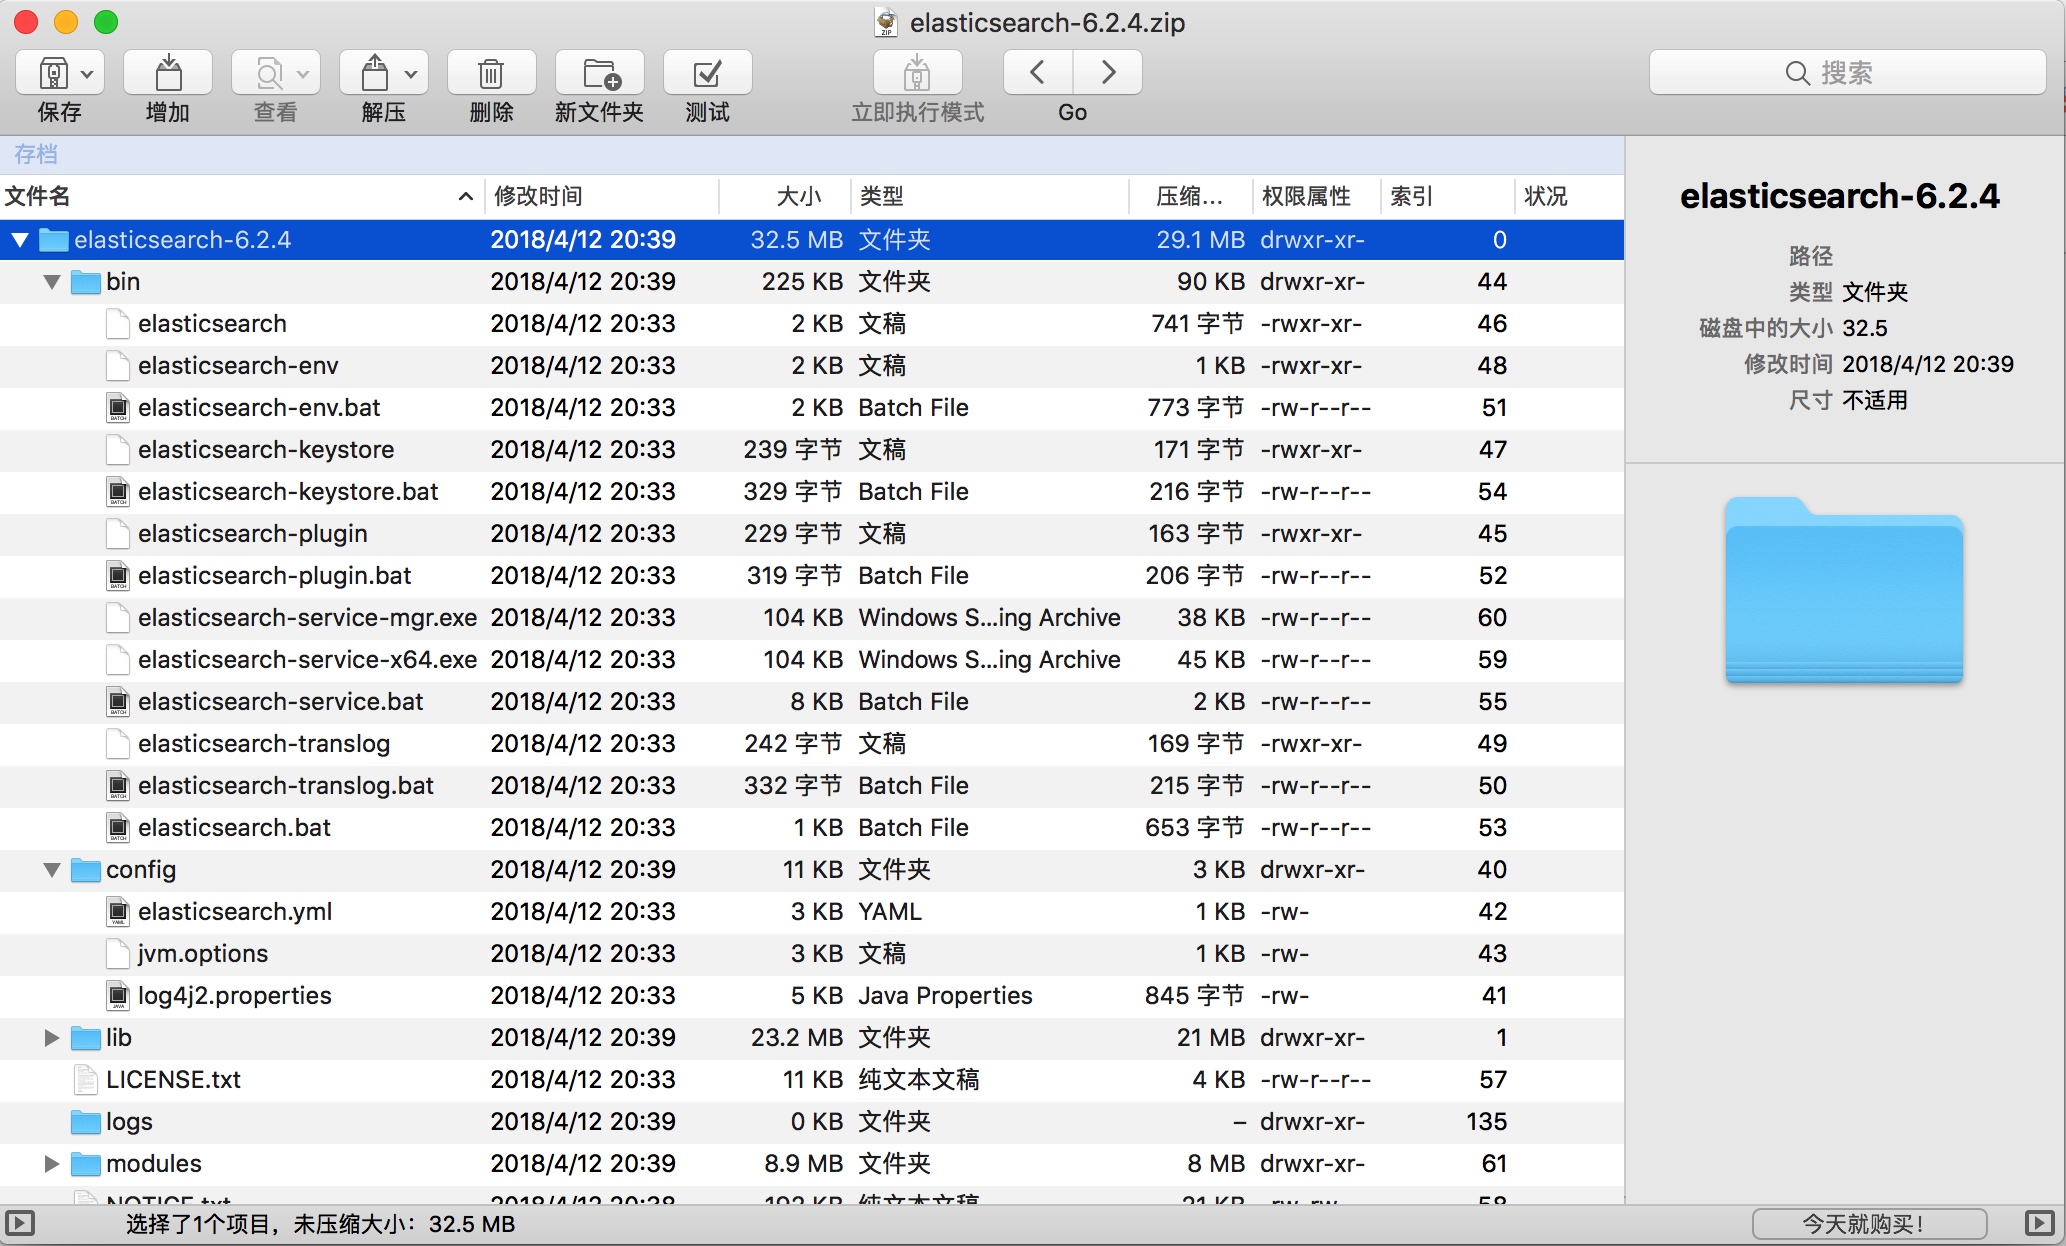 elasticsearch-6.2.4.zip
保存 增加 查看 解压 删除 新文件夹 测试 立即执行模式 Go 搜索
存档
文件名 修改时间 大小 类型 压缩... 权限属性 索引 状况
elasticsearch-6.2.4 2018/4/12 20:39 32.5 MB 文件夹 29.1 MB drwxr-xr- 0
bin 2018/4/12 20:39 225 KB 文件夹 90 KB drwxr-xr- 44
elasticsearch 2018/4/12 20:33 2 KB 文稿 741 字节 -rwxr-xr- 46
elasticsearch-env 2018/4/12 20:33 2 KB 文稿 1 KB -rwxr-xr- 48
elasticsearch-env.bat 2018/4/12 20:33 2 KB Batch File 773 字节 -rw-r--r-- 51
elasticsearch-keystore 2018/4/12 20:33 239 字节 文稿 171 字节 -rwxr-xr- 47
elasticsearch-keystore.bat 2018/4/12 20:33 329 字节 Batch File 216 字节 -rw-r--r-- 54
elasticsearch-plugin 2018/4/12 20:33 229 字节 文稿 163 字节 -rwxr-xr- 45
elasticsearch-plugin.bat 2018/4/12 20:33 319 字节 Batch File 206 字节 -rw-r--r-- 52
elasticsearch-service-mgr.exe 2018/4/12 20:33 104 KB Windows S...ing Archive 38 KB -rw-r--r-- 60
elasticsearch-service-x64.exe 2018/4/12 20:33 104 KB Windows S...ing Archive 45 KB -rw-r--r-- 59
elasticsearch-service.bat 2018/4/12 20:33 8 KB Batch File 2 KB -rw-r--r-- 55
elasticsearch-translog 2018/4/12 20:33 242 字节 文稿 169 字节 -rwxr-xr- 49
elasticsearch-translog.bat 2018/4/12 20:33 332 字节 Batch File 215 字节 -rw-r--r-- 50
elasticsearch.bat 2018/4/12 20:33 1 KB Batch File 653 字节 -rw-r--r-- 53
config 2018/4/12 20:39 11 KB 文件夹 3 KB drwxr-xr- 40
elasticsearch.yml 2018/4/12 20:33 3 KB YAML 1 KB -rw- 42
jvm.options 2018/4/12 20:33 3 KB 文稿 1 KB -rw- 43
log4j2.properties 2018/4/12 20:33 5 KB Java Properties 845 字节 -rw- 41
lib 2018/4/12 20:39 23.2 MB 文件夹 21 MB drwxr-xr- 1
LICENSE.txt 2018/4/12 20:33 11 KB 纯文本文稿 4 KB -rw-r--r-- 57
logs 2018/4/12 20:39 0 KB 文件夹 – drwxr-xr- 135
modules 2018/4/12 20:39 8.9 MB 文件夹 8 MB drwxr-xr- 61
NOTICE.txt 2018/4/12 20:38 192 KB 纯文本文稿 21 KB 58
elasticsearch-6.2.4
路径
类型 文件夹
磁盘中的大小 32.5
修改时间 2018/4/12 20:39
尺寸 不适用
选择了1个项目，未压缩大小：32.5 MB
今天就购买！